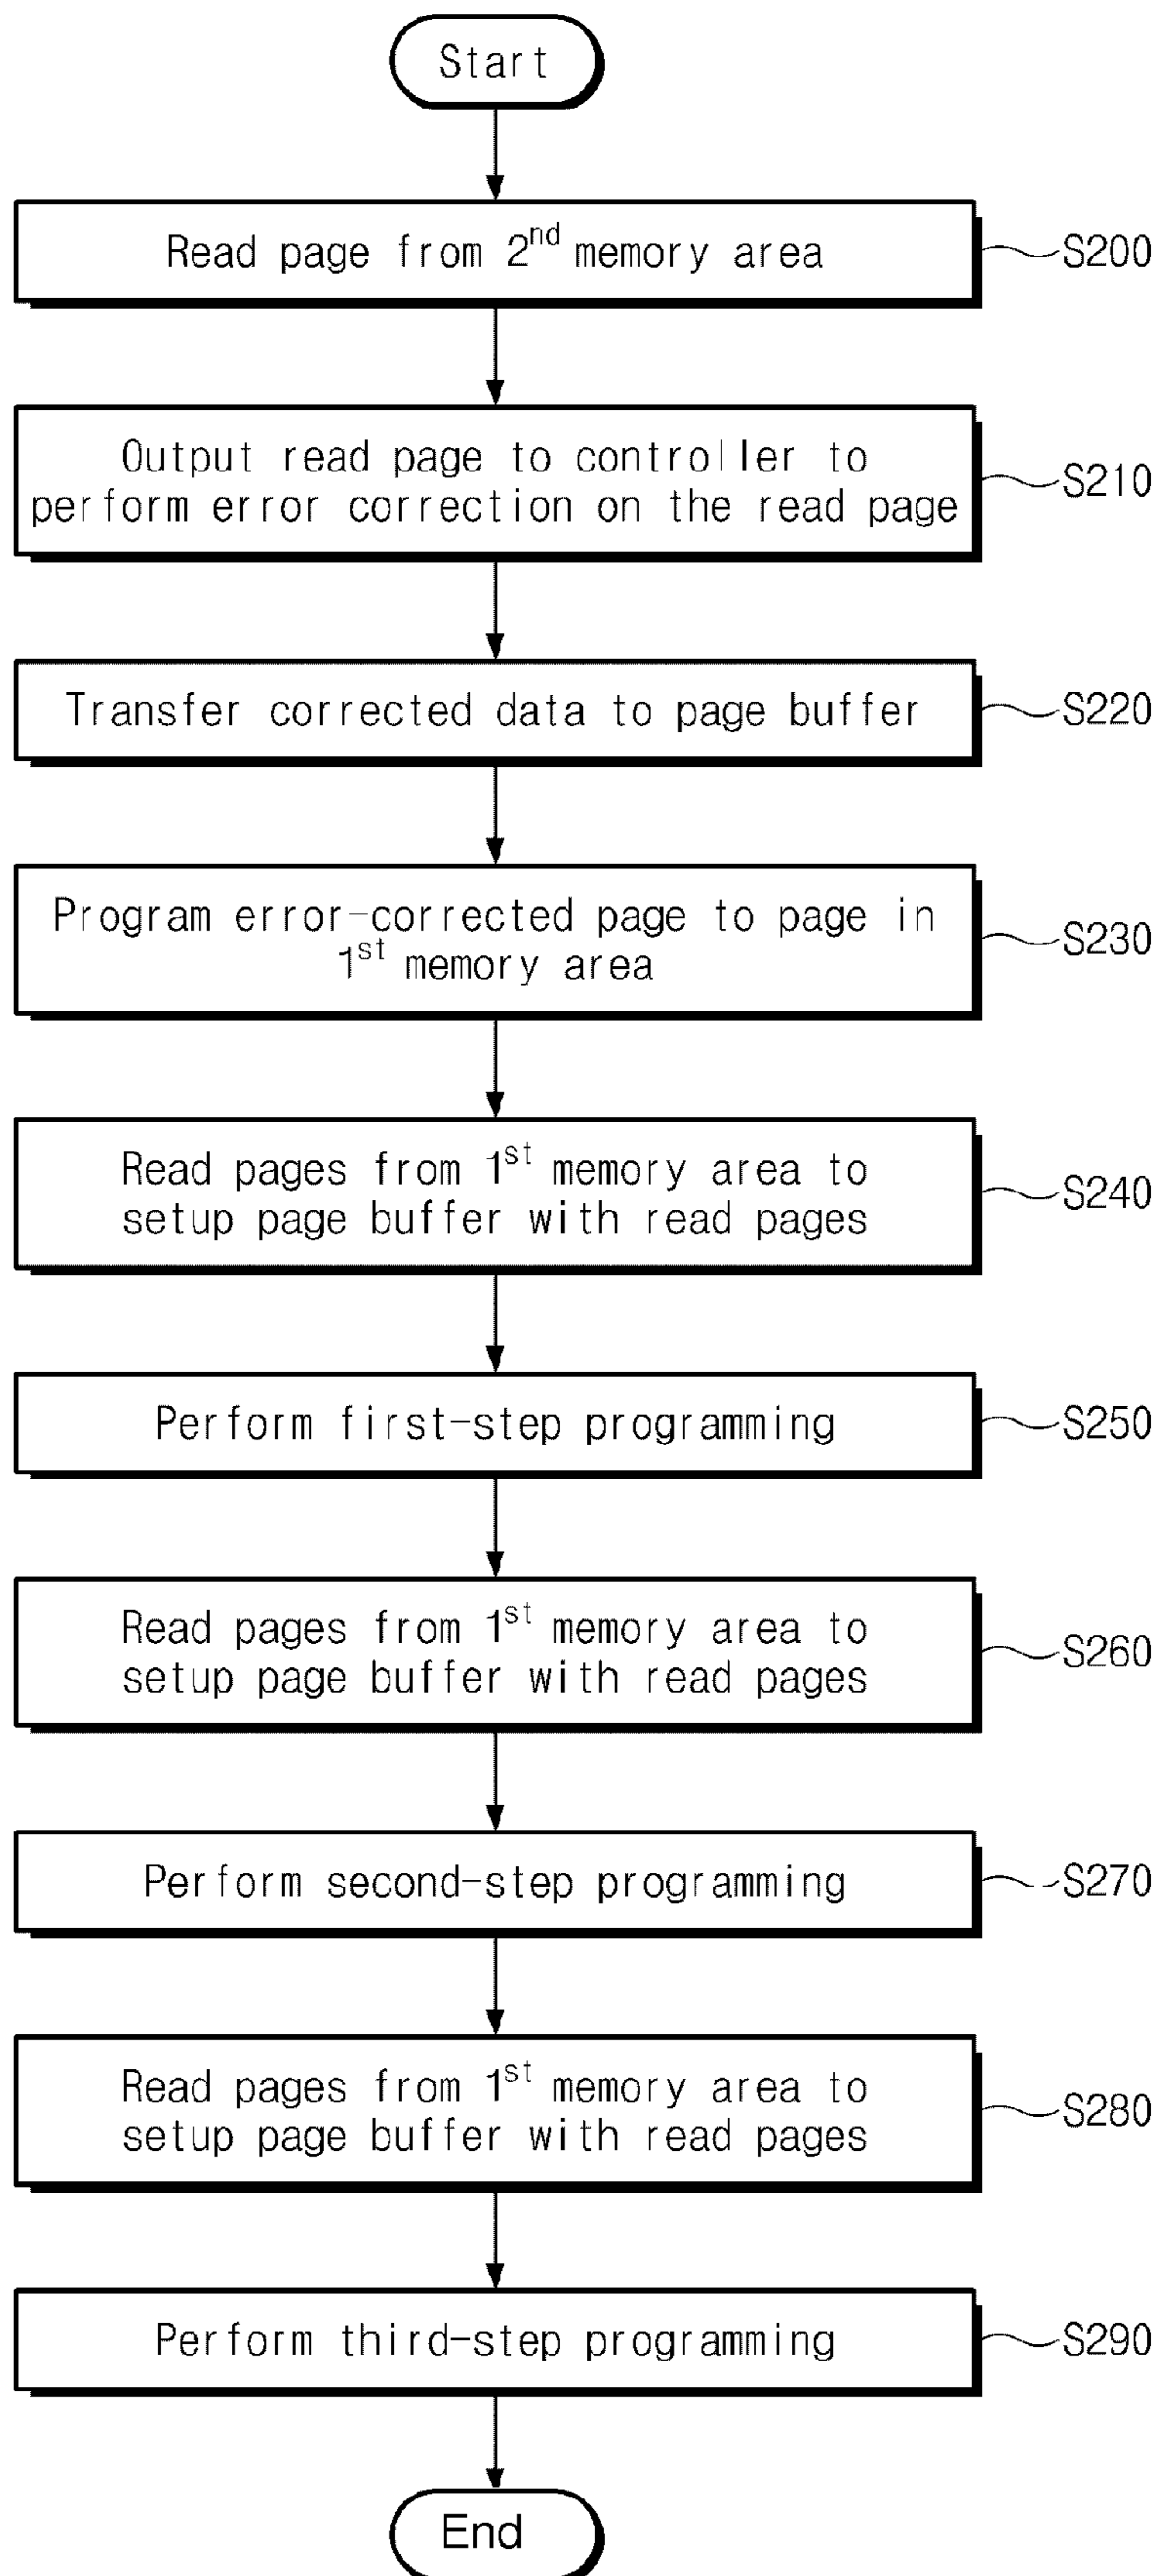 Start
Read page from 2nd memory area
S200
Output read page to controller to
perform error correction on the read page
S210
Transfer corrected data to page buffer
S220
Program error-corrected page to page in
1st memory area
S230
Read pages from 1st memory area to
setup page buffer with read pages
S240
Perform first-step programming
S250
Read pages from 1st memory area to
setup page buffer with read pages
S260
Perform second-step programming
S270
Read pages from 1st memory area to
setup page buffer with read pages
S280
Perform third-step programming
S290
End